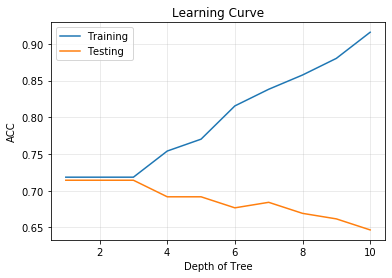 Learning Curve
Training
Testing
ACC
0.90
0.85
0.80
0.75
0.70
0.65
2 4 6 8 10
Depth of Tree